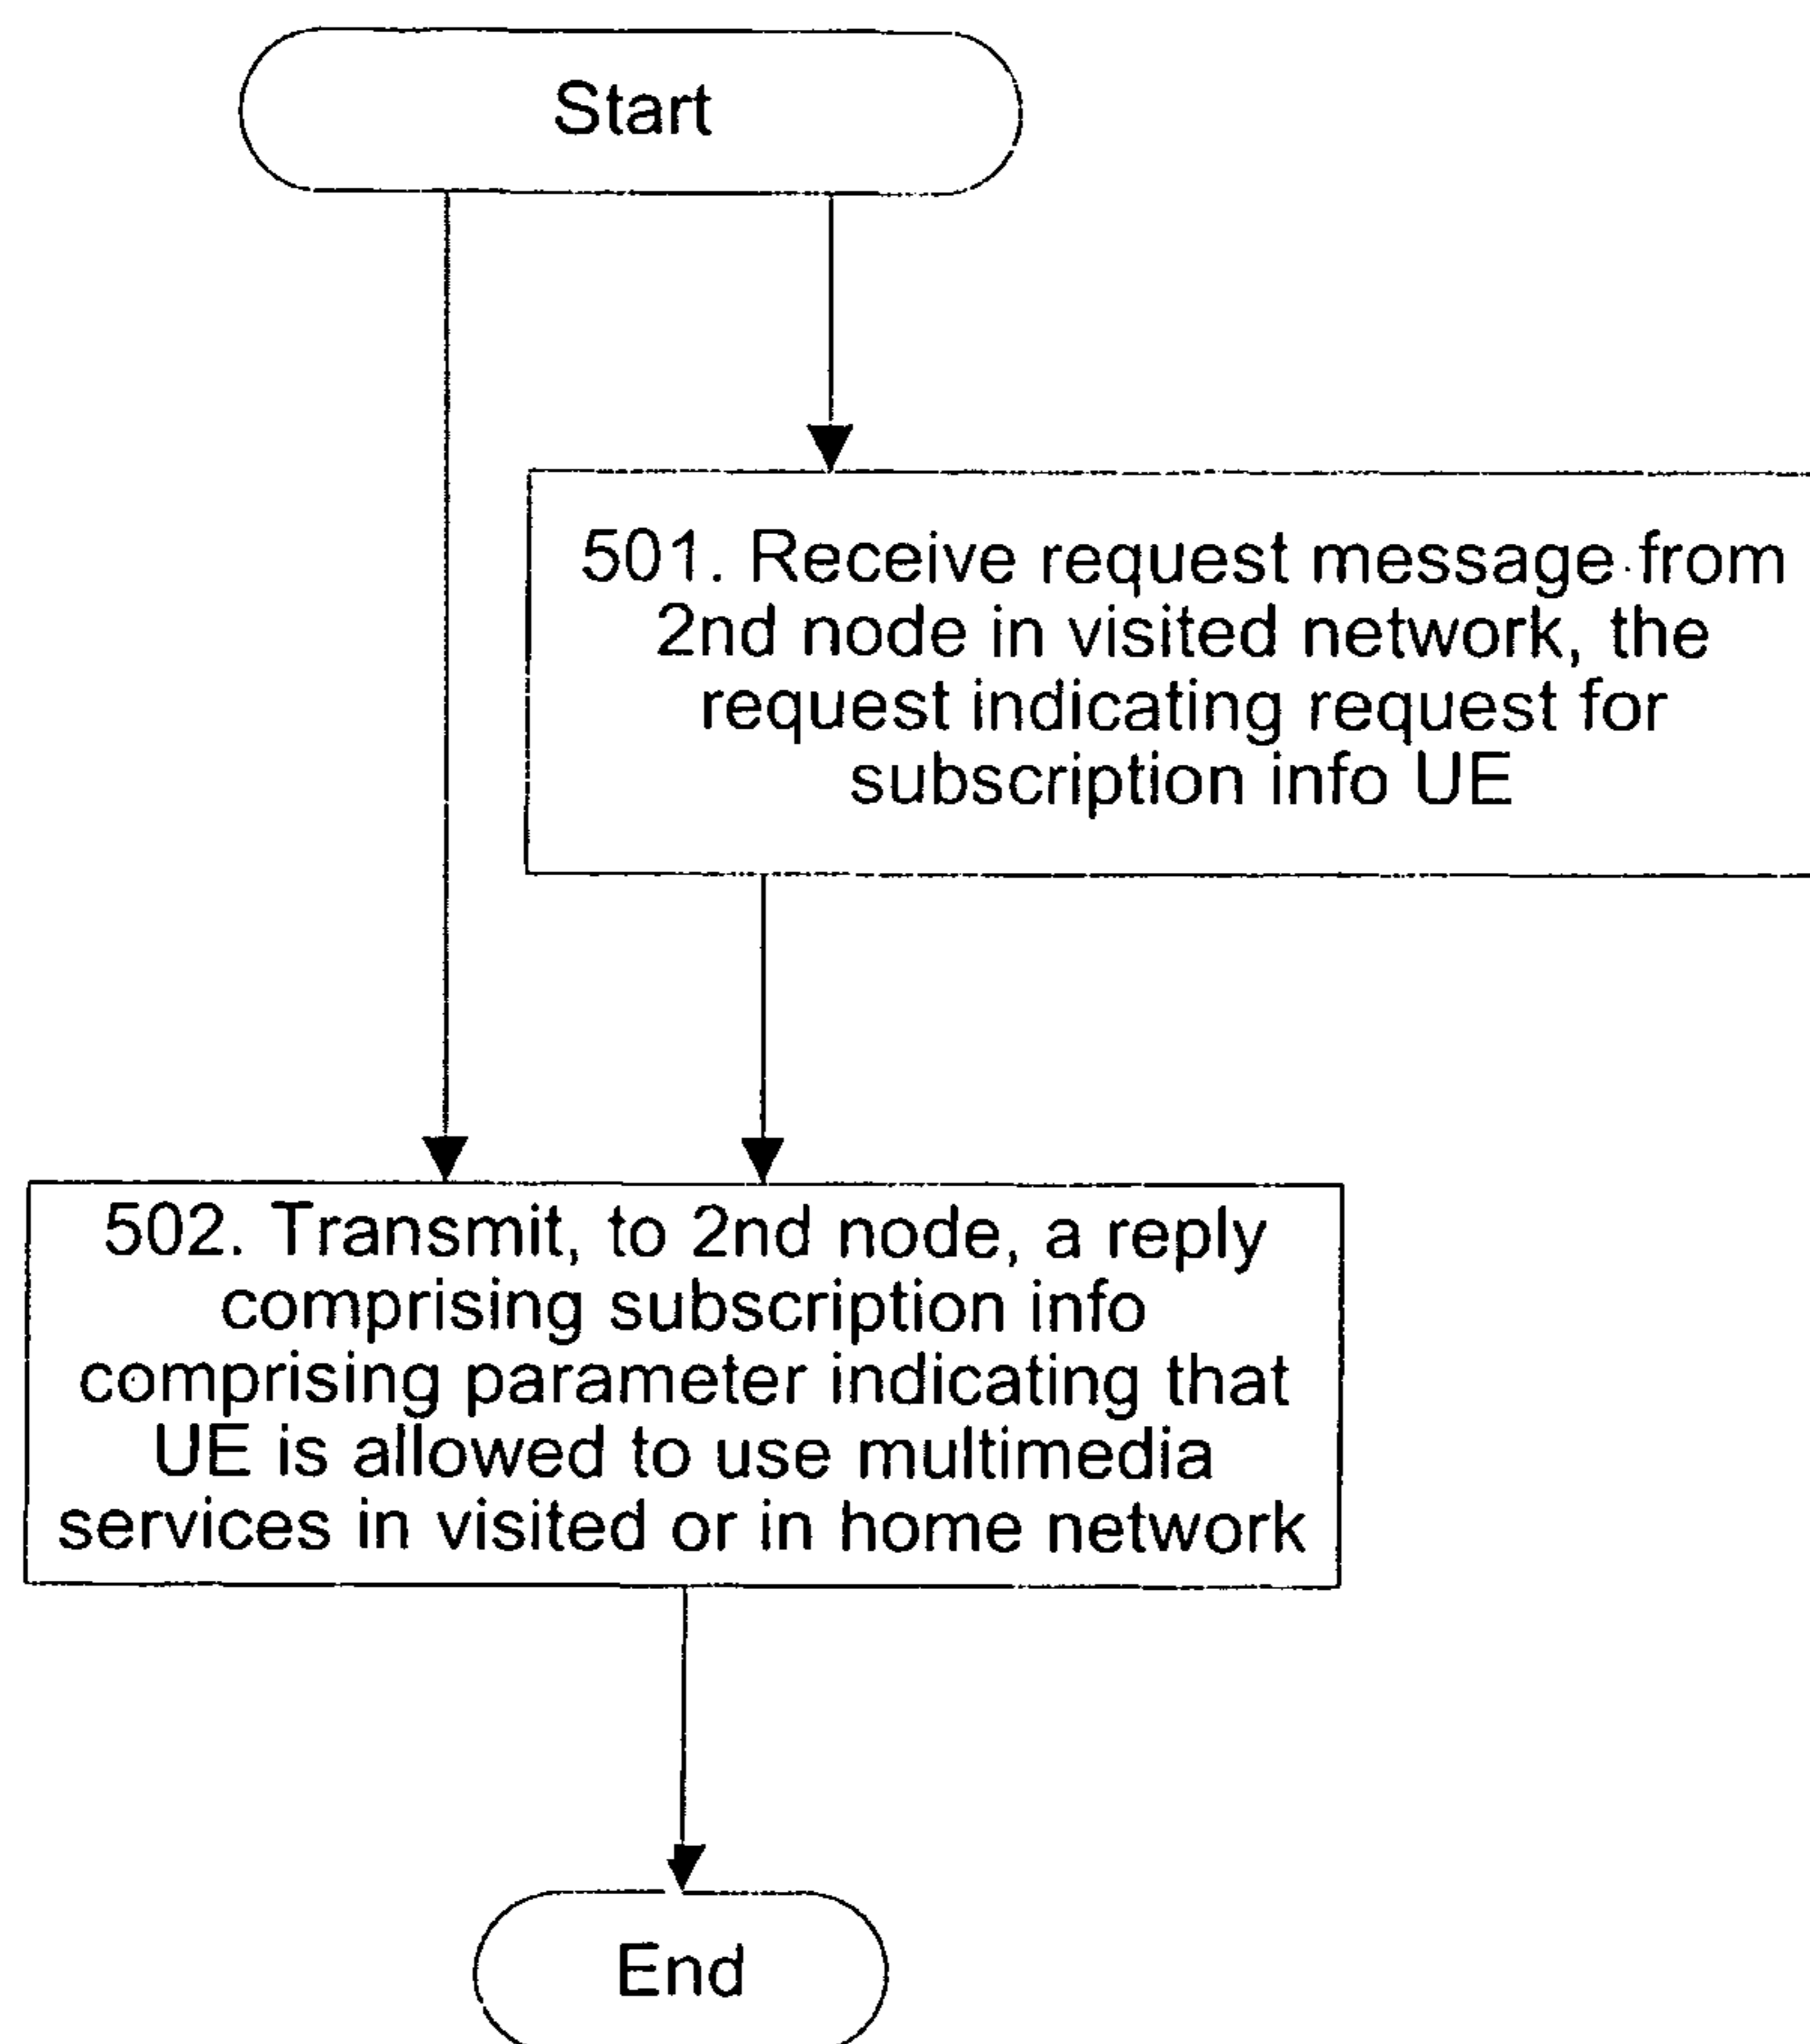 Start
501. Receive request message from
2nd node in visited network, the
request indicating request for
subscription info UE
502. Transmit, to 2nd node, a reply
comprising subscription info
comprising parameter indicating that
UE is allowed to use multimedia
services in visited or in home network
End